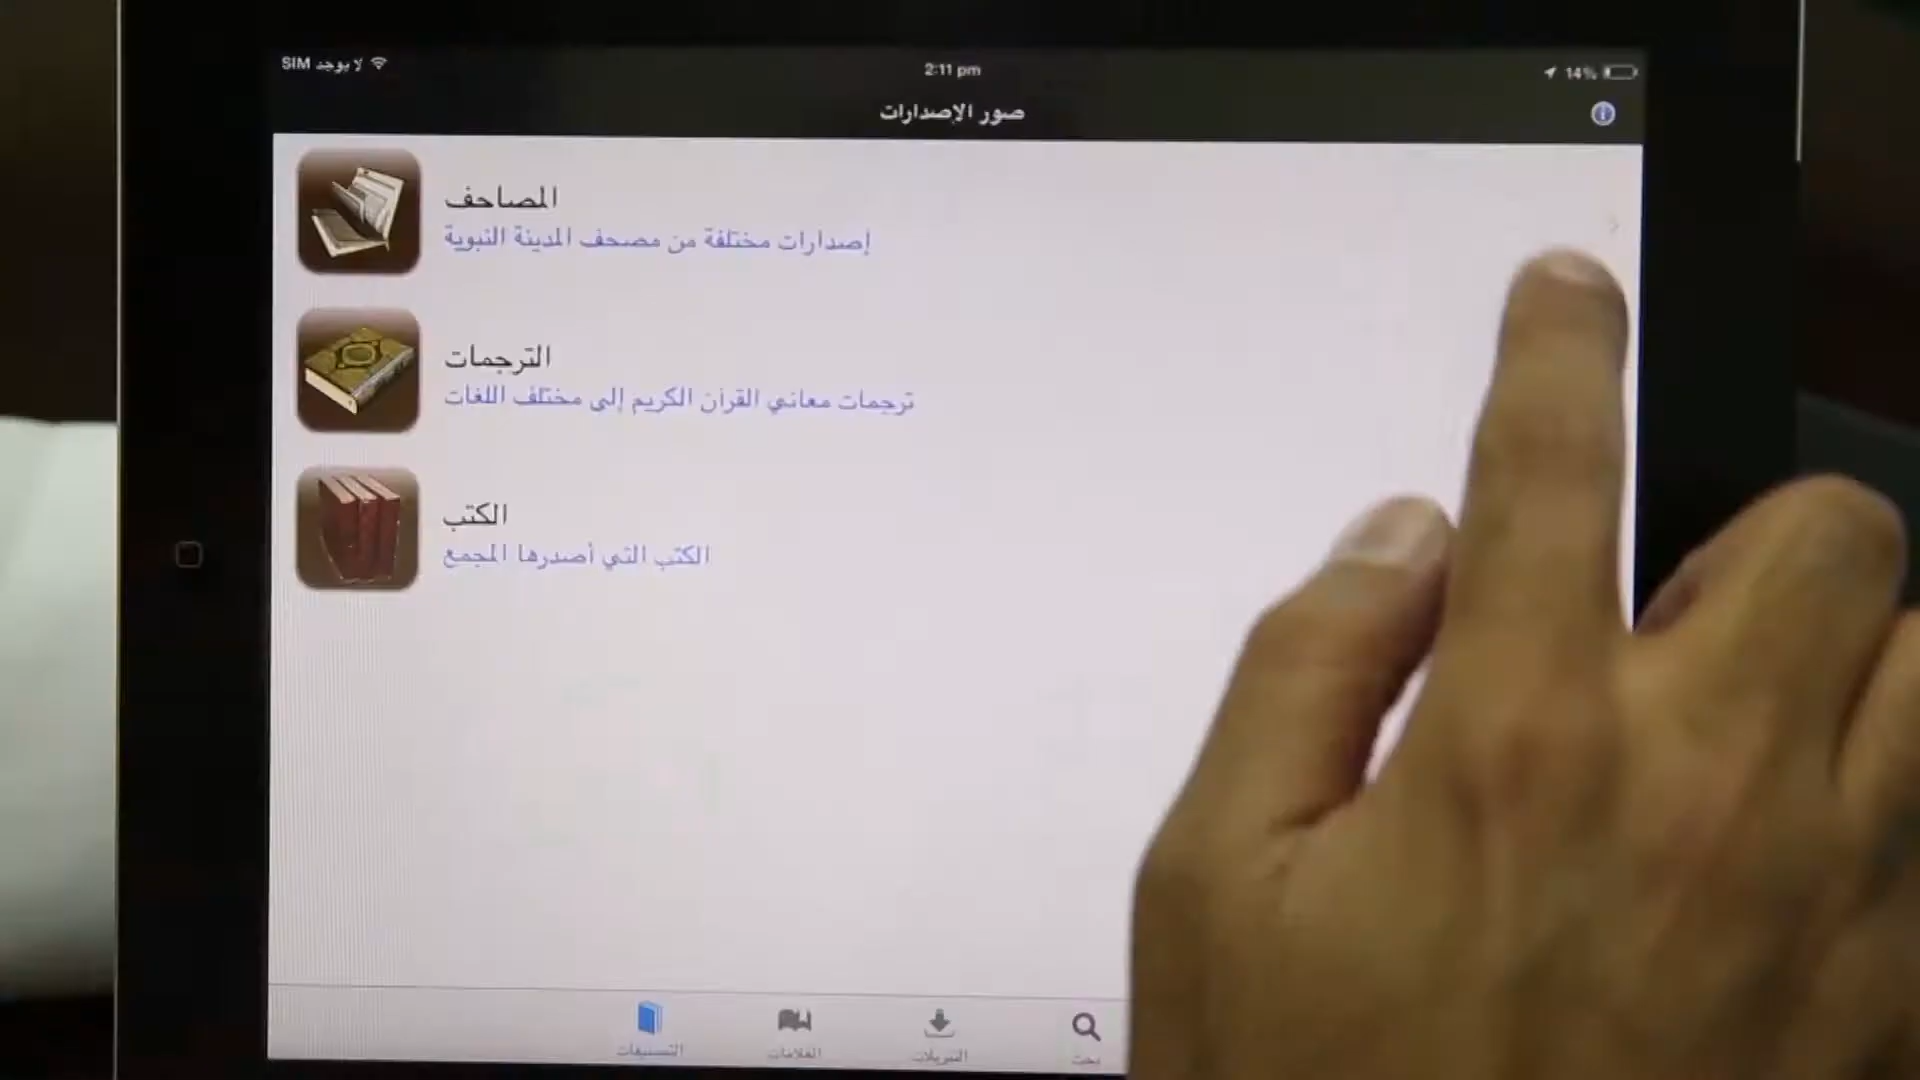 لا يوجد SIM
2:11 pm
14%
صور الإصدارات
المصاحف
إصدارات مختلفة من مصحف المدينة النبوية
الترجمات
ترجمات معاني القرآن الكريم إلى مختلف اللغات
الكتب
الكتب التي أصدرها المجمع
التصنيفات
العلامات
التنزيلات
بحث